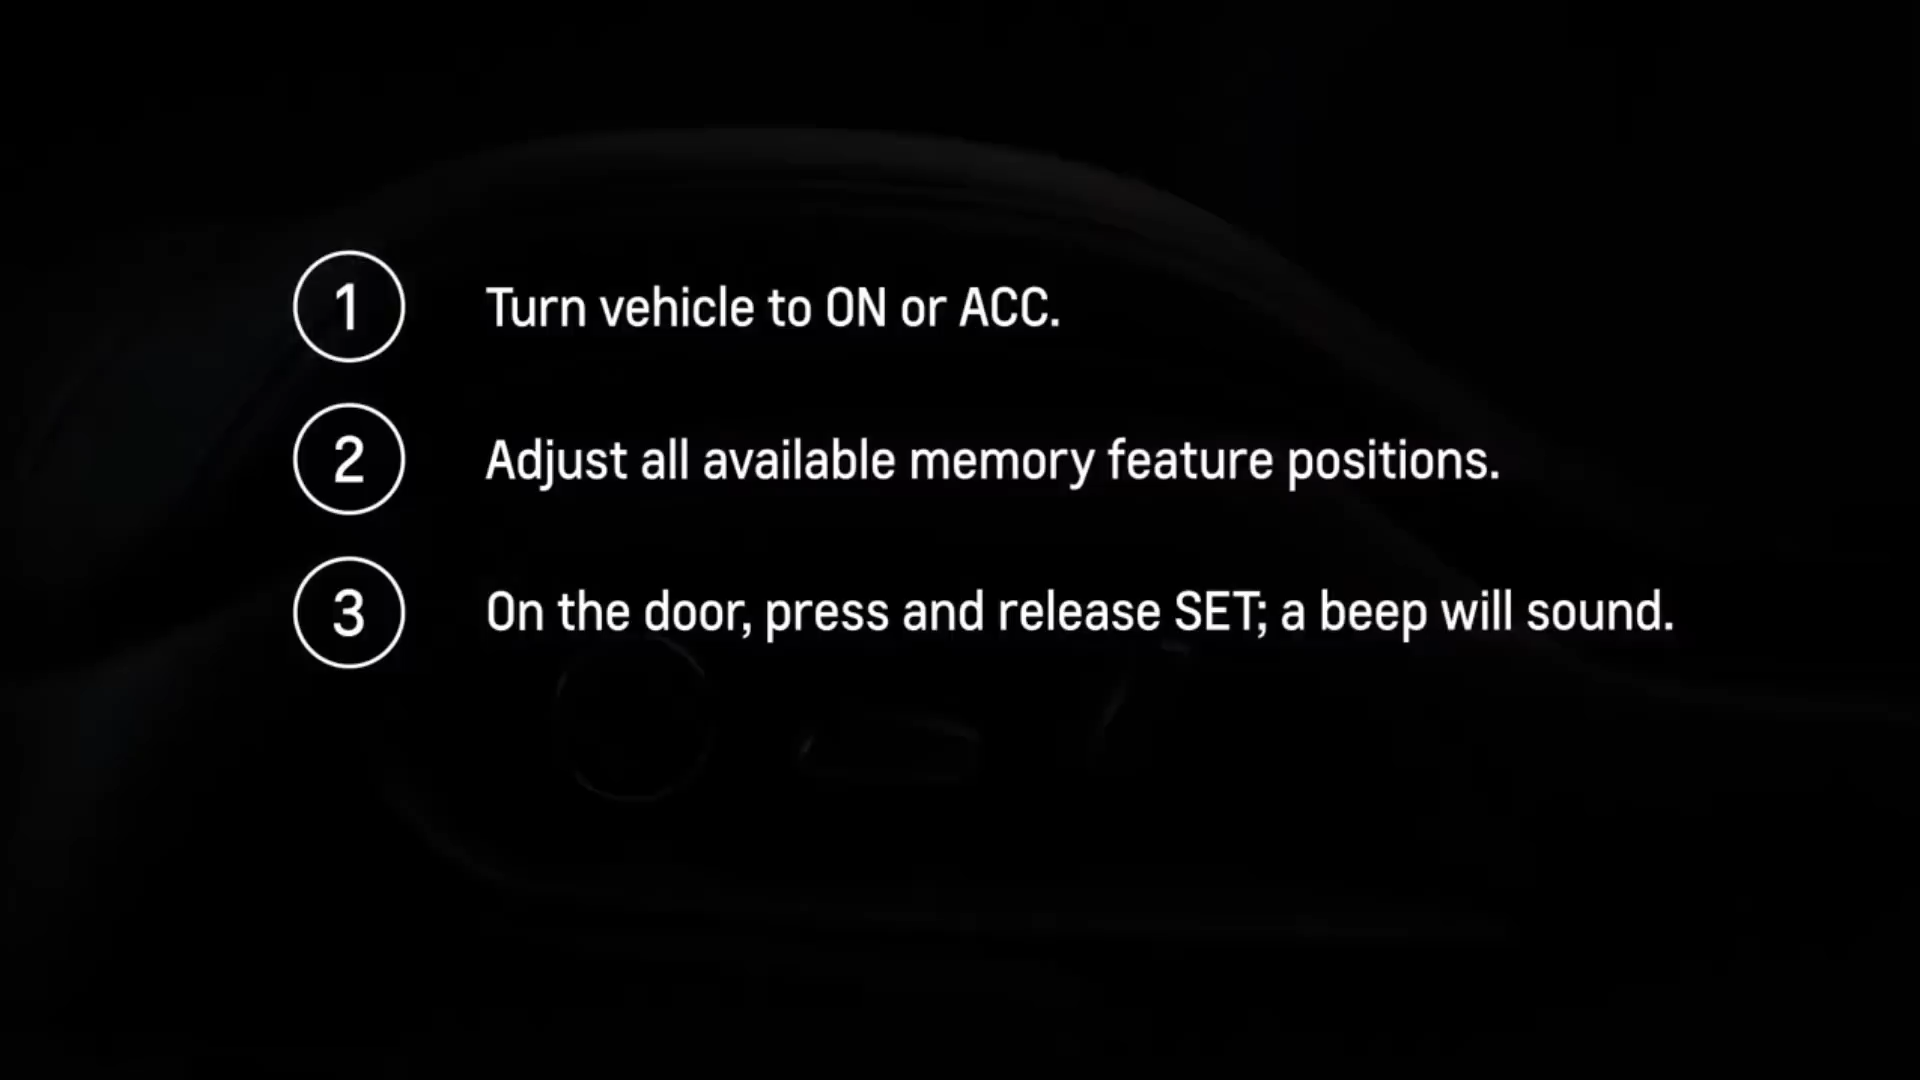 1 Turn vehicle to ON or ACC.
2 Adjust all available memory feature positions.
3 On the door, press and release SET; a beep will sound.